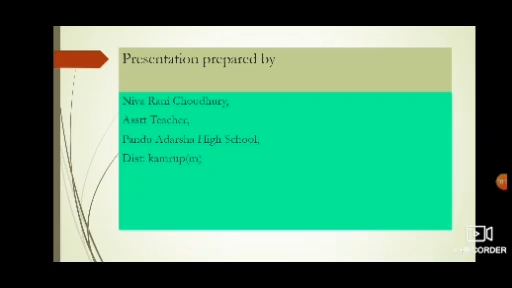 Presentation prepared by
Niva Rani Choudhury,
Asstt Teacher,
Pandu Adarsha High School,
Dist: kamrup(m)